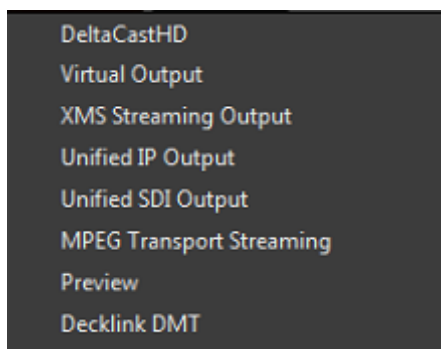 DeltaCastHD
Virtual Output
XMS Streaming Output
Unified IP Output
Unified SDI Output
MPEG Transport Streaming
Preview
Decklink DMT